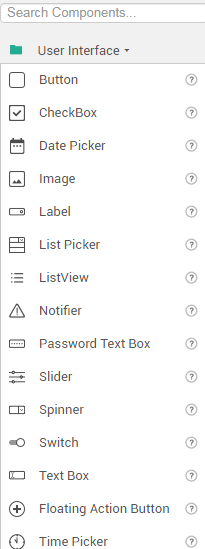 Search Components...
User Interface
Button
CheckBox
Date Picker
Image
Label
List Picker
ListView
Notifier
Password Text Box
Slider
Spinner
Switch
Text Box
Floating Action Button
Time Picker